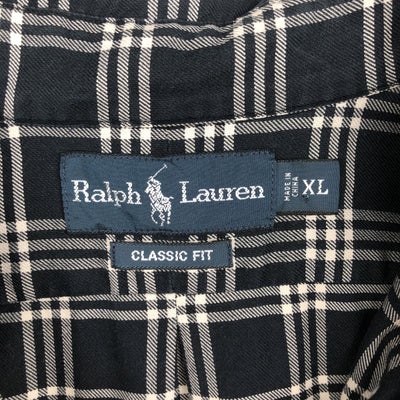 Ralph Lauren
MADE IN
CHINA
XL
CLASSIC FIT